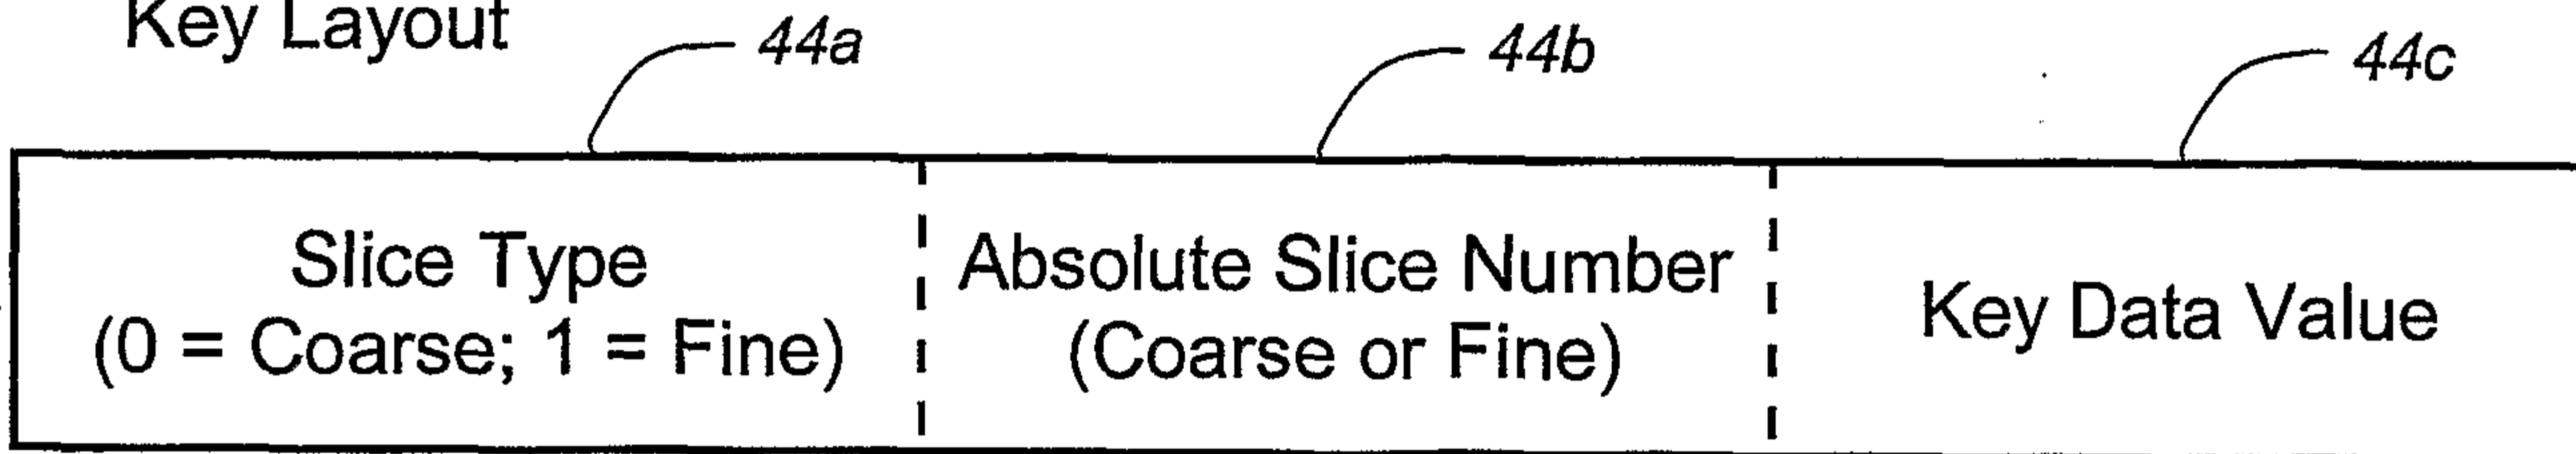 Key Layout
44a
44b
44c
Slice Type
(0 = Coarse; 1 = Fine)
Absolute Slice Number
(Coarse or Fine)
Key Data Value